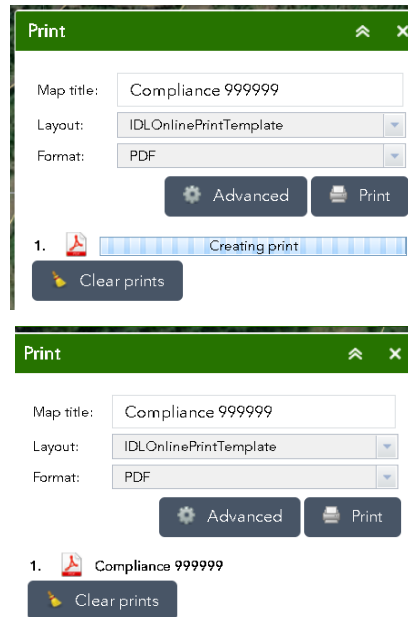 Print
Map title: Compliance 999999
Layout: IDLOnlinePrintTemplate
Format: PDF
Advanced Print
1. Creating print
Clear prints
Print
Map title: Compliance 999999
Layout: IDLOnlinePrintTemplate
Format: PDF
Advanced Print
1. Compliance 999999
Clear prints